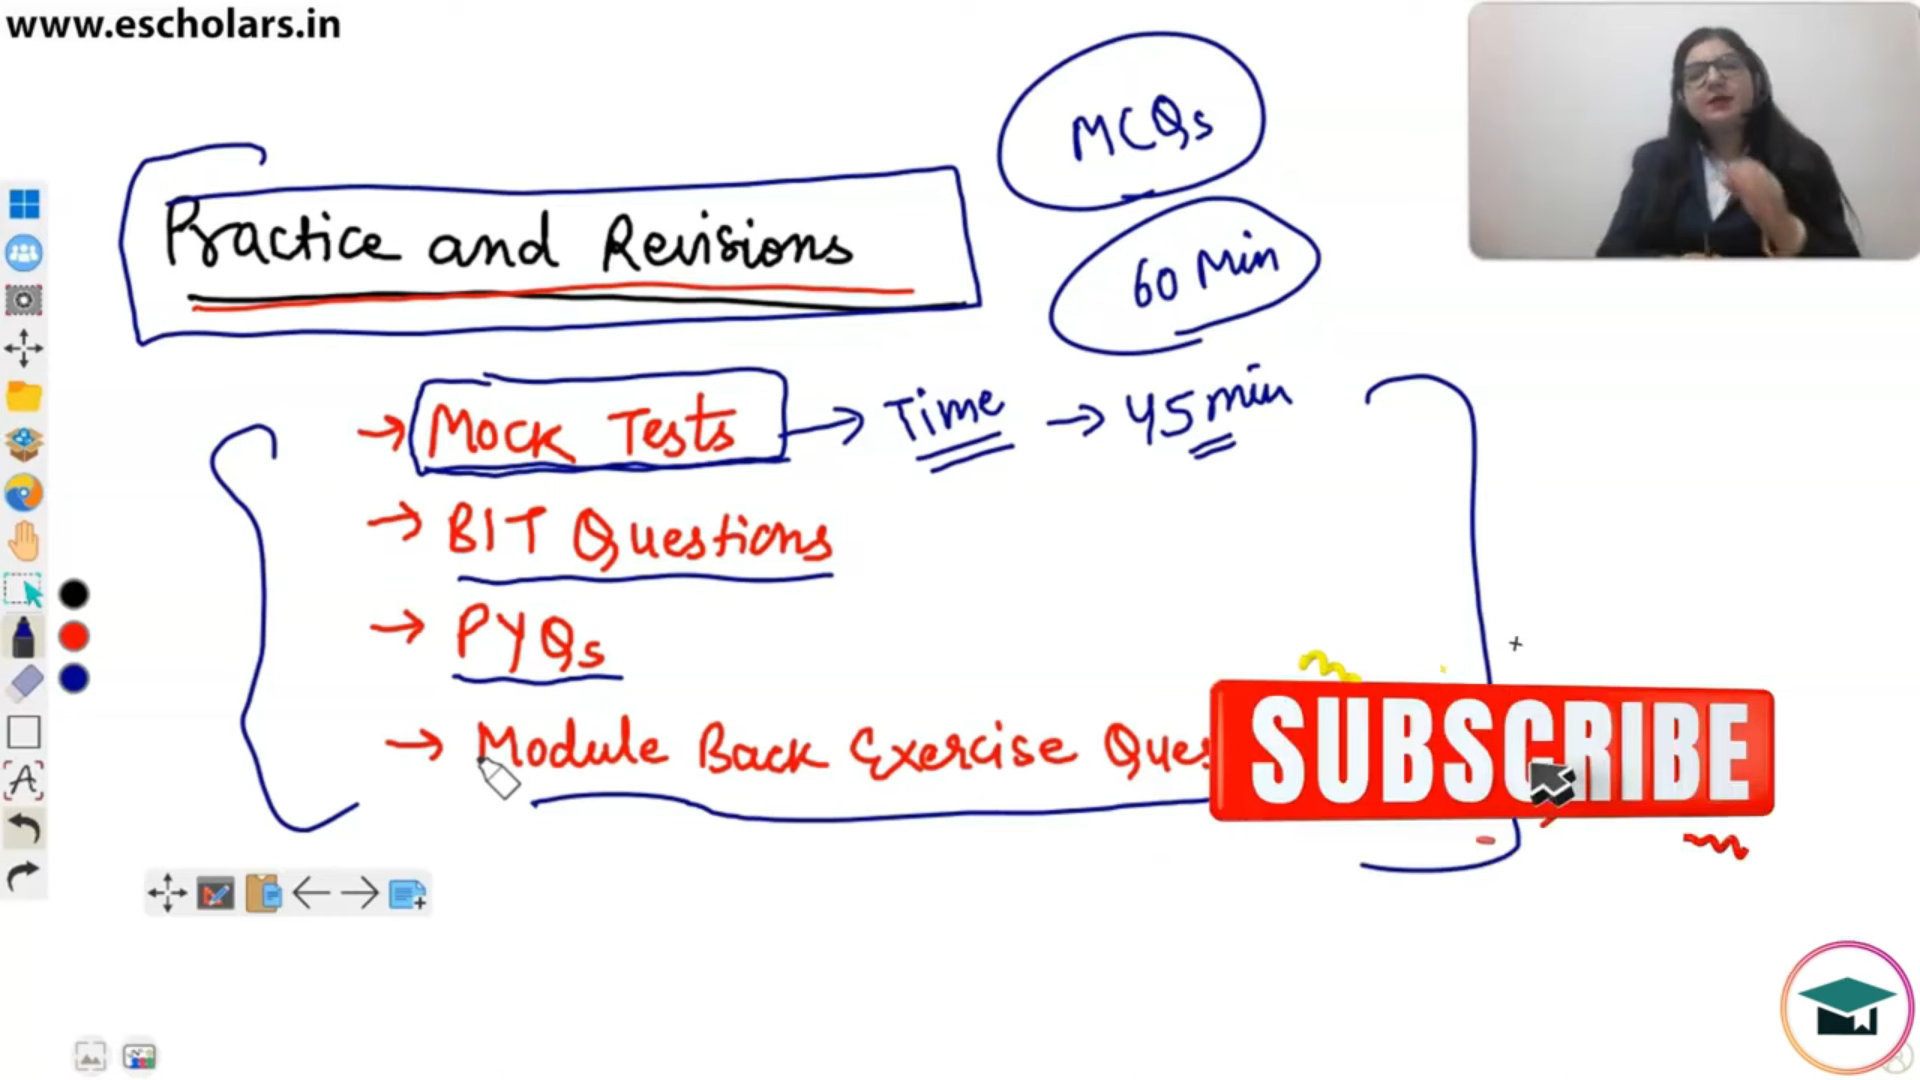 www.escholars.in
MCQs
Practice and Revisions
60 Min
→ Mock Tests → Time → 45 min
→ BIT Questions
→ PYQs
→ Module Back Exercise Ques
SUBSCRIBE